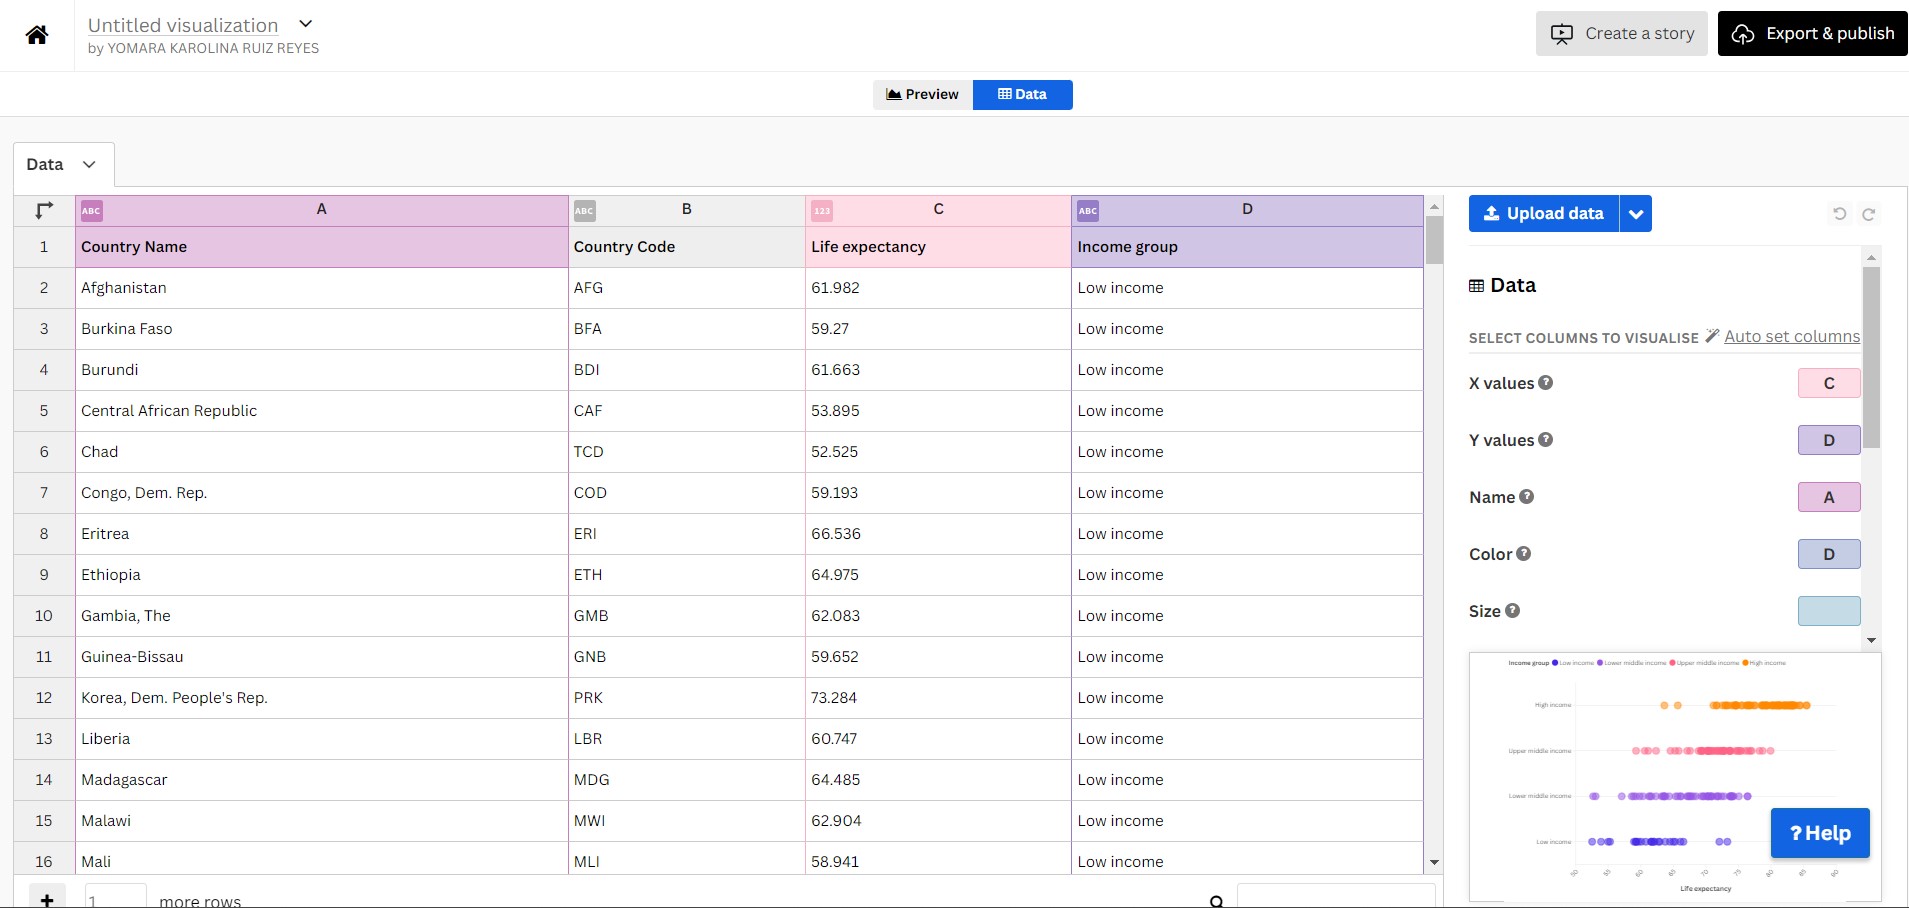 Untitled visualization
by YOMARA KAROLINA RUIZ REYES
Create a story
Export & publish
Preview
Data
Data
ABC A ABC B 123 C ABC D
1 Country Name Country Code Life expectancy Income group
2 Afghanistan AFG 61.982 Low income
3 Burkina Faso BFA 59.27 Low income
4 Burundi BDI 61.663 Low income
5 Central African Republic CAF 53.895 Low income
6 Chad TCD 52.525 Low income
7 Congo, Dem. Rep. COD 59.193 Low income
8 Eritrea ERI 66.536 Low income
9 Ethiopia ETH 64.975 Low income
10 Gambia, The GMB 62.083 Low income
11 Guinea-Bissau GNB 59.652 Low income
12 Korea, Dem. People's Rep. PRK 73.284 Low income
13 Liberia LBR 60.747 Low income
14 Madagascar MDG 64.485 Low income
15 Malawi MWI 62.904 Low income
16 Mali MLI 58.941 Low income
+ 1 more rows
Upload data
Data
SELECT COLUMNS TO VISUALISE Auto set columns
X values ? C
Y values ? D
Name ? A
Color ? D
Size ?
Income group Low income Lower middle income Upper middle income High income
High income
Upper middle income
Lower middle income
Low income
50 55 60 65 70 75 80 85 90
Life expectancy
? Help